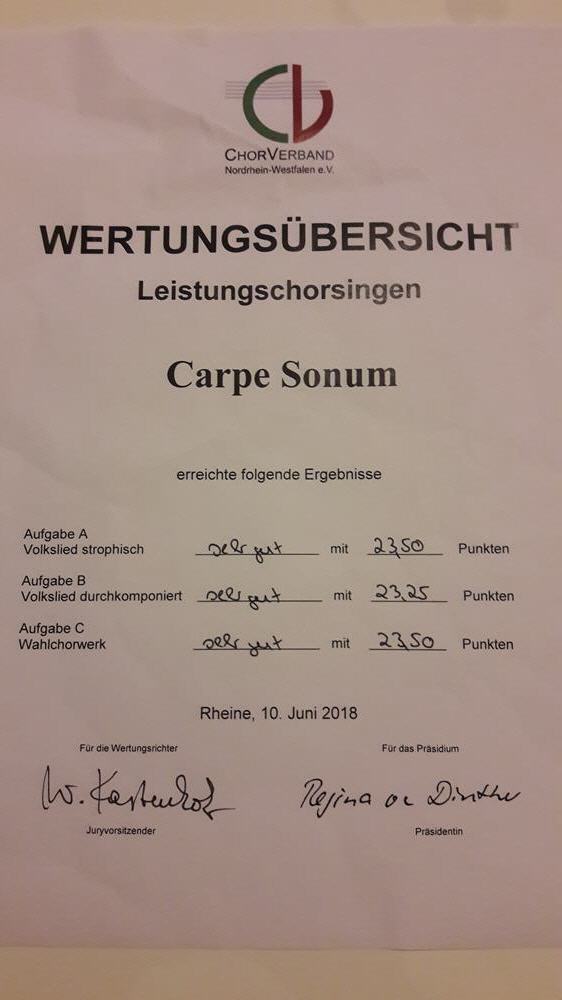 CHORVERBAND
Nordrhein-Westfalen e.V.
WERTUNGSÜBERSICHT
Leistungschorsingen
Carpe Sonum
erreichte folgende Ergebnisse
Aufgabe A
Volkslied strophisch sehr gut mit 23,50 Punkten
Aufgabe B
Volkslied durchkomponiert sehr gut mit 23,25 Punkten
Aufgabe C
Wahlchorwerk sehr gut mit 23,50 Punkten
Rheine, 10. Juni 2018
Für die Wertungsrichter Für das Präsidium
W. Kastenholz Regina
Juryvorsitzender Präsidentin